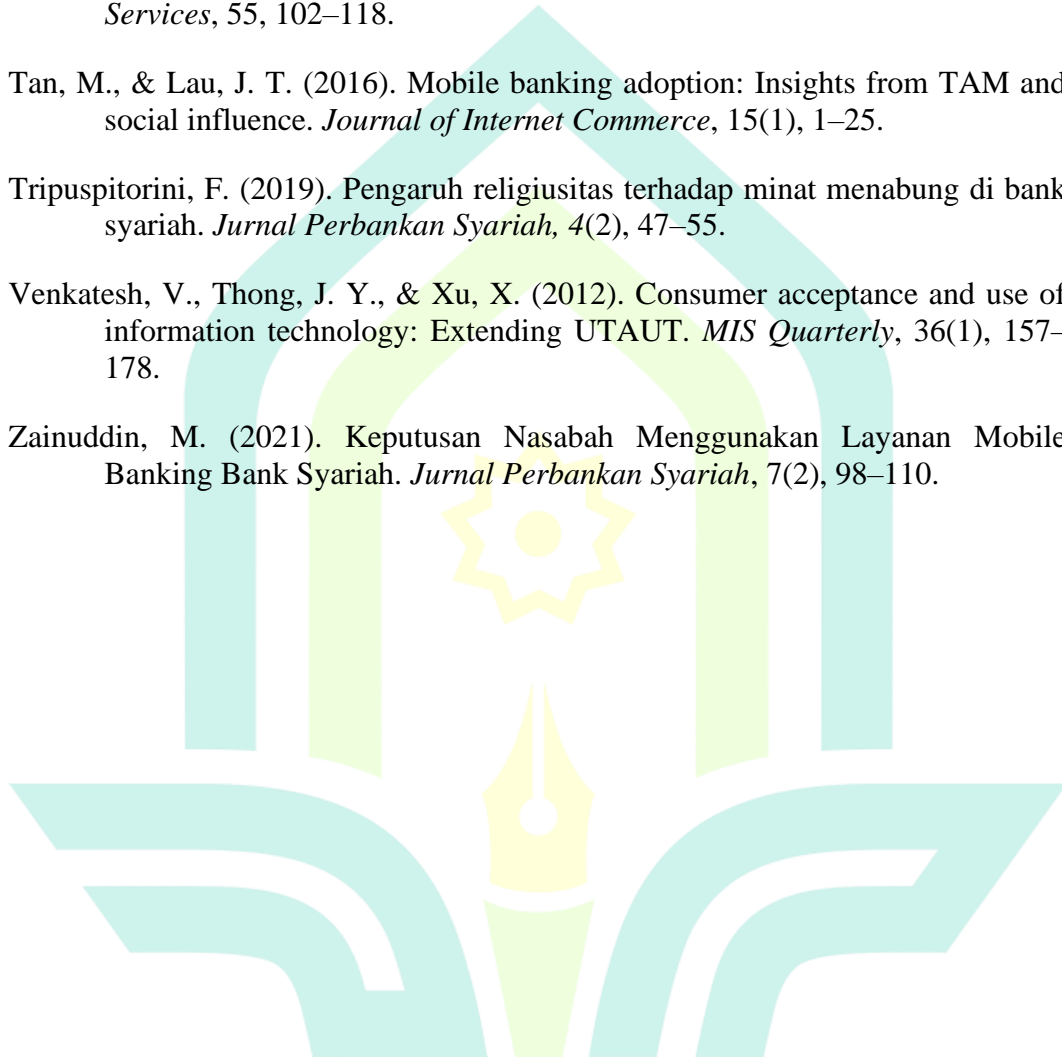 Services, 55, 102–118.
Tan, M., & Lau, J. T. (2016). Mobile banking adoption: Insights from TAM and
social influence. Journal of Internet Commerce, 15(1), 1–25.
Tripuspitorini, F. (2019). Pengaruh religiusitas terhadap minat menabung di bank
syariah. Jurnal Perbankan Syariah, 4(2), 47–55.
Venkatesh, V., Thong, J. Y., & Xu, X. (2012). Consumer acceptance and use of
information technology: Extending UTAUT. MIS Quarterly, 36(1), 157–
178.
Zainuddin, M. (2021). Keputusan Nasabah Menggunakan Layanan Mobile
Banking Bank Syariah. Jurnal Perbankan Syariah, 7(2), 98–110.